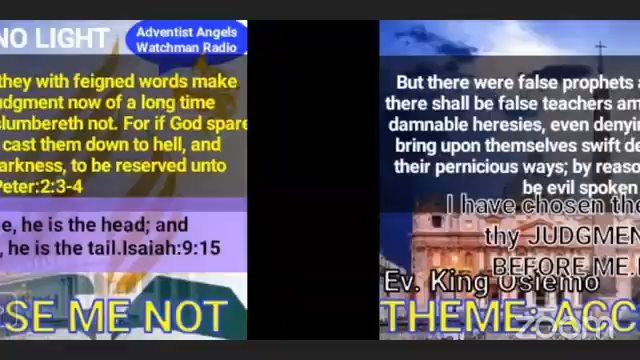 NO LIGHT
Adventist Angels
Watchman Radio
they with feigned words make
udgment now of a long time
slumbereth not. For if God spare
cast them down to hell, and
arkness, to be reserved unto
Peter:2:3-4
e, he is the head; and
, he is the tail.Isaiah:9:15
SE ME NOT
But there were false prophets a
there shall be false teachers am
damnable heresies, even denyin
bring upon themselves swift de
their pernicious ways; by reaso
be evil spoken
I have chosen the
thy JUDGMEN
BEFORE ME.
Ev. King Osiemo
THEME: ACC
zoom